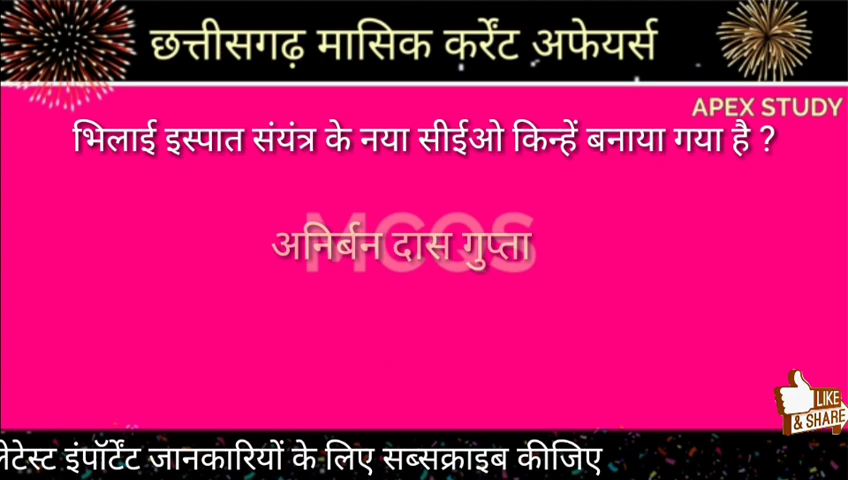 छत्तीसगढ़ मासिक करेंट अफेयर्स
APEX STUDY
भिलाई इस्पात संयंत्र के नया सीईओ किन्हें बनाया गया है ?
MCQS
अनिर्बन दास गुप्ता
LIKE
& SHARE
लेटेस्ट इंपॉर्टेंट जानकारियों के लिए सब्सक्राइब कीजिए